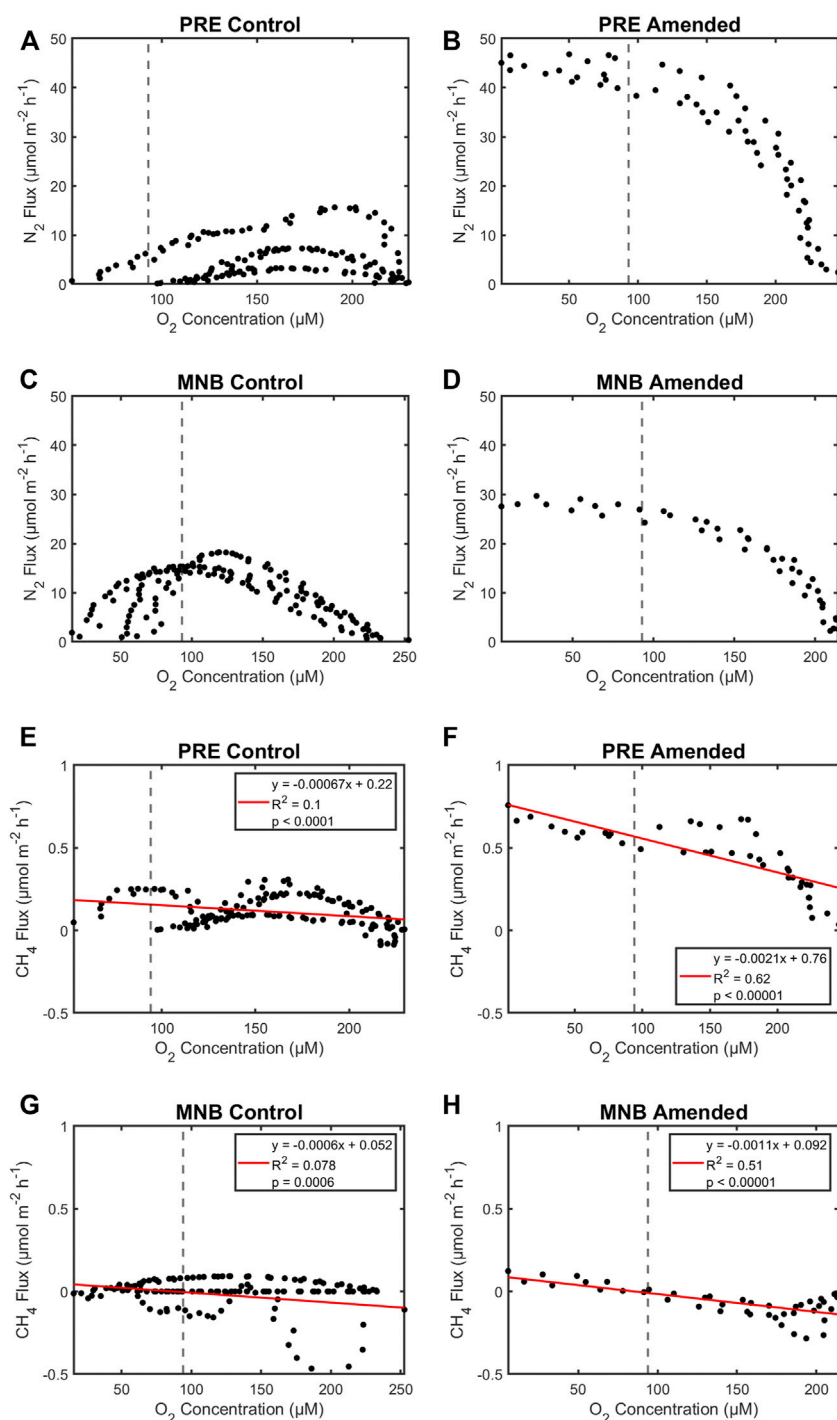 A
PRE Control
50
40
30
20
10
0
N2 Flux (µmol m−2 h−1)
100
150
200
O2 Concentration (µM)
B
PRE Amended
50
40
30
20
10
0
N2 Flux (µmol m−2 h−1)
50
100
150
200
O2 Concentration (µM)
C
MNB Control
50
40
30
20
10
0
N2 Flux (µmol m−2 h−1)
50
100
150
200
250
O2 Concentration (µM)
D
MNB Amended
50
40
30
20
10
0
N2 Flux (µmol m−2 h−1)
50
100
150
200
O2 Concentration (µM)
E
PRE Control
1
0.5
0
-0.5
CH4 Flux (µmol m−2 h−1)
y = -0.00067x + 0.22
R2 = 0.1
p < 0.0001
100
150
200
O2 Concentration (µM)
F
PRE Amended
1
0.5
0
-0.5
CH4 Flux (µmol m−2 h−1)
y = -0.0021x + 0.76
R2 = 0.62
p < 0.00001
50
100
150
200
O2 Concentration (µM)
G
MNB Control
1
0.5
0
-0.5
CH4 Flux (µmol m−2 h−1)
y = -0.0006x + 0.052
R2 = 0.078
p = 0.0006
50
100
150
200
250
O2 Concentration (µM)
H
MNB Amended
1
0.5
0
-0.5
CH4 Flux (µmol m−2 h−1)
y = -0.0011x + 0.092
R2 = 0.51
p < 0.00001
50
100
150
200
O2 Concentration (µM)